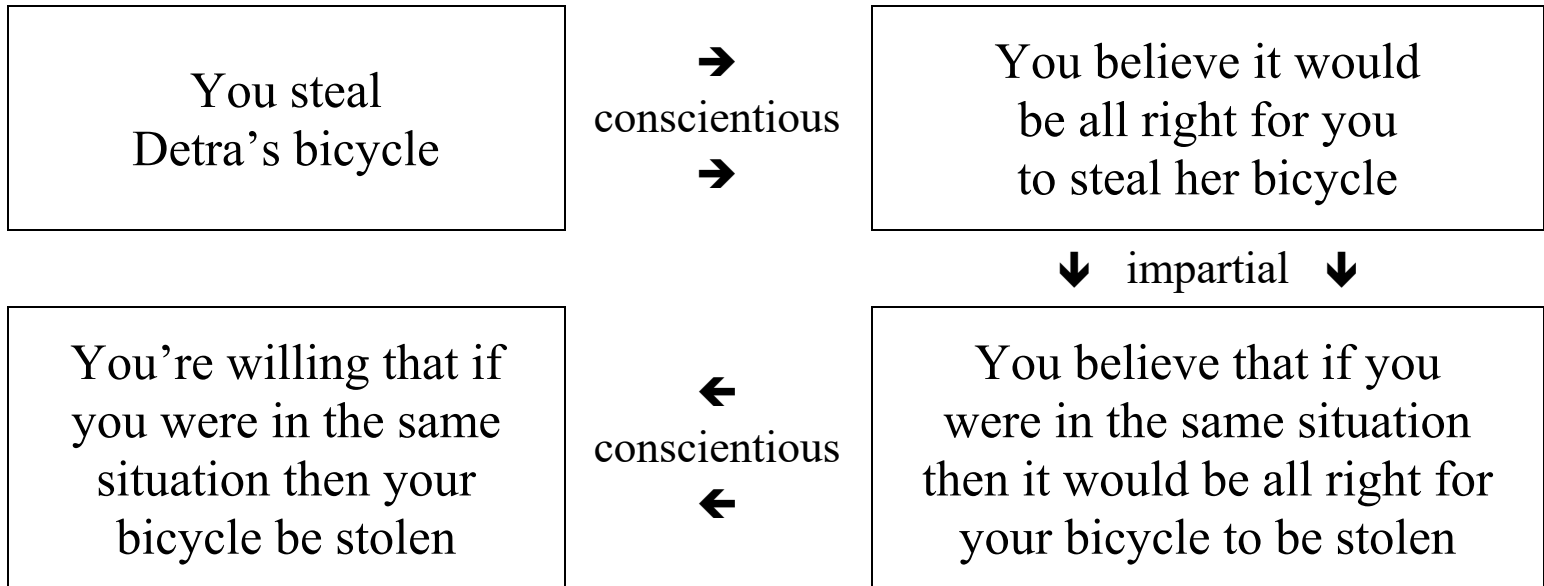 You steal
Detra’s bicycle
➔
conscientious
➔
You believe it would
be all right for you
to steal her bicycle
🡻 impartial 🡻
You’re willing that if
you were in the same
situation then your
bicycle be stolen
🡸
conscientious
🡸
You believe that if you
were in the same situation
then it would be all right for
your bicycle to be stolen